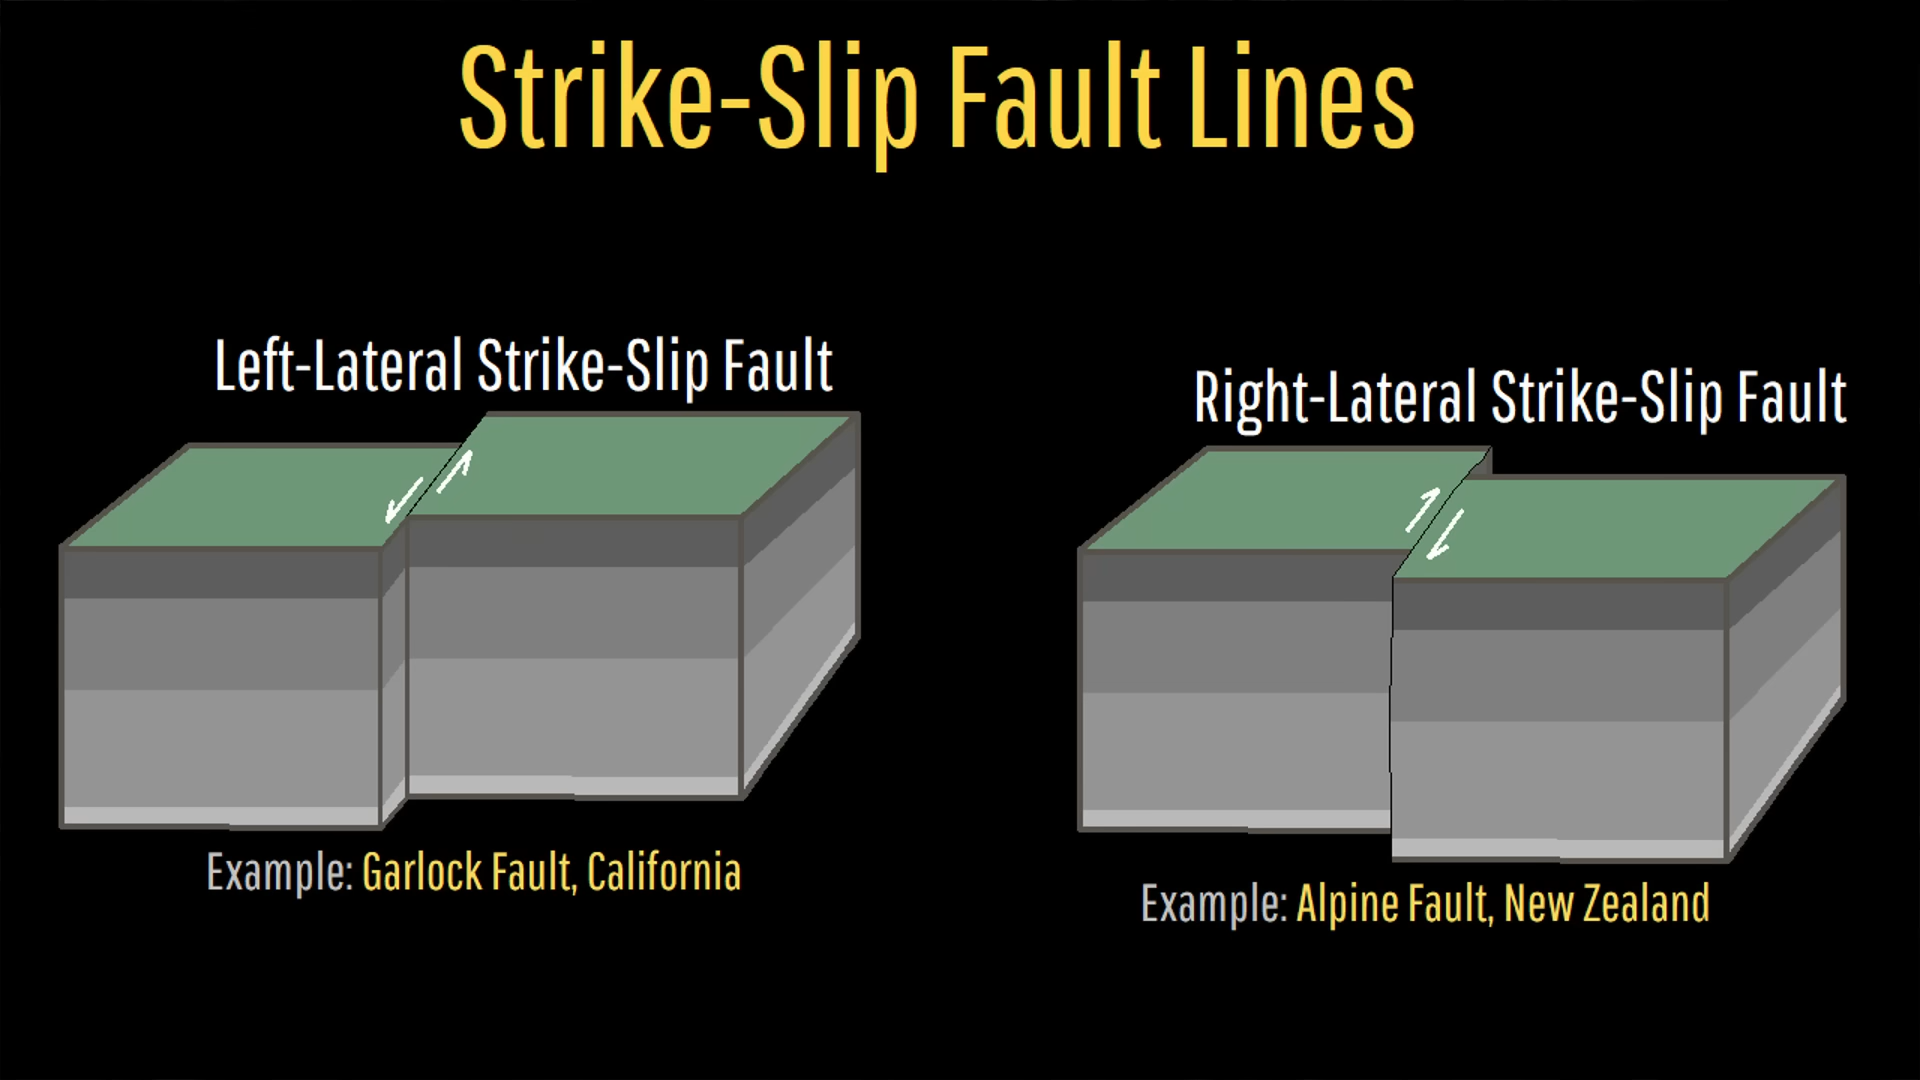 Strike-Slip Fault Lines
Left-Lateral Strike-Slip Fault
Example: Garlock Fault, California
Right-Lateral Strike-Slip Fault
Example: Alpine Fault, New Zealand